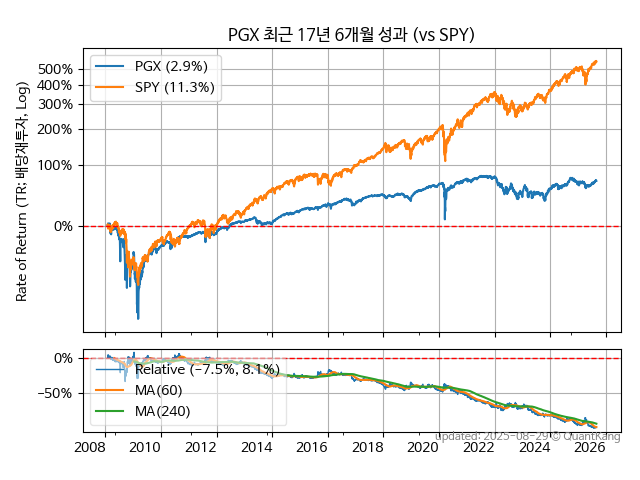 PGX 최근 17년 6개월 성과 (vs SPY)
PGX (2.9%)
SPY (11.3%)
500%
400%
300%
200%
100%
0%
Rate of Return (TR: 배당재투자, Log)
0%
−50%
Relative (−7.5%, 8.1%)
MA(60)
MA(240)
2008 2010 2012 2014 2016 2018 2020 2022 2024 2026
Updated: 2025-08-29 © QuantKang